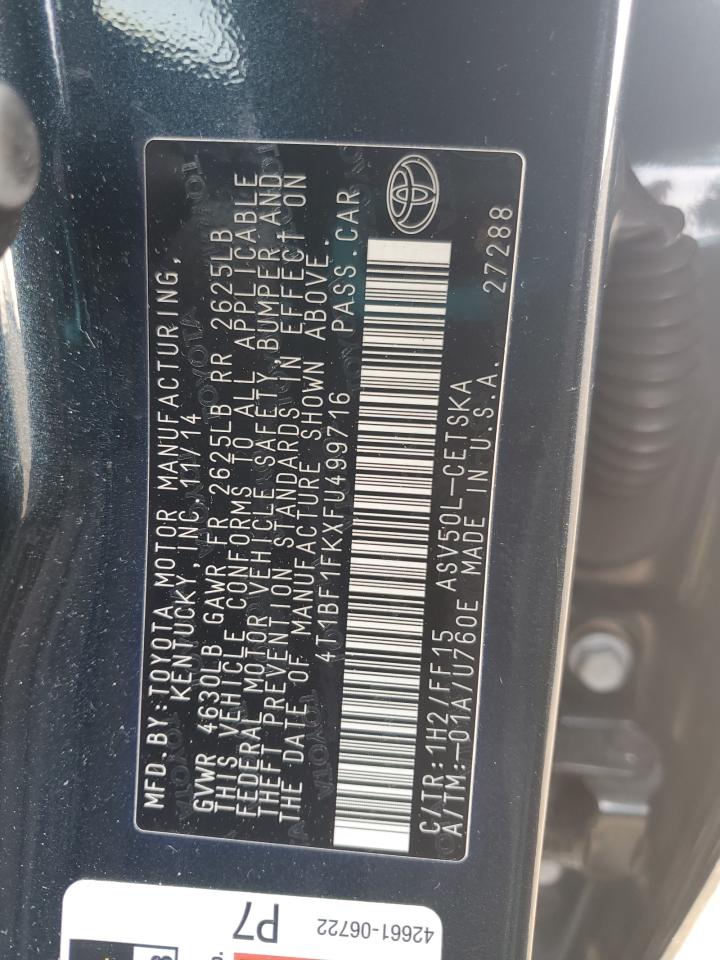 MFD.BY:TOYOTA MOTOR MANUFACTURING,
KENTUCKY, INC. 11/14
GVWR 4630LB GAWR FR 2625LB RR 2625LB
THIS VEHICLE CONFORMS TO ALL APPLICABLE
FEDERAL MOTOR VEHICLE SAFETY, BUMPER AND
THEFT PREVENTION STANDARDS IN EFFECT ON
THE DATE OF MANUFACTURE SHOWN ABOVE.
4T1BF1FKXFU499716 PASS.CAR
C/TR:1H2/FF15 ASV50L-CETSKA
A/TM:-01A/U760E MADE IN U.S.A. 27288
42661-06722
P7